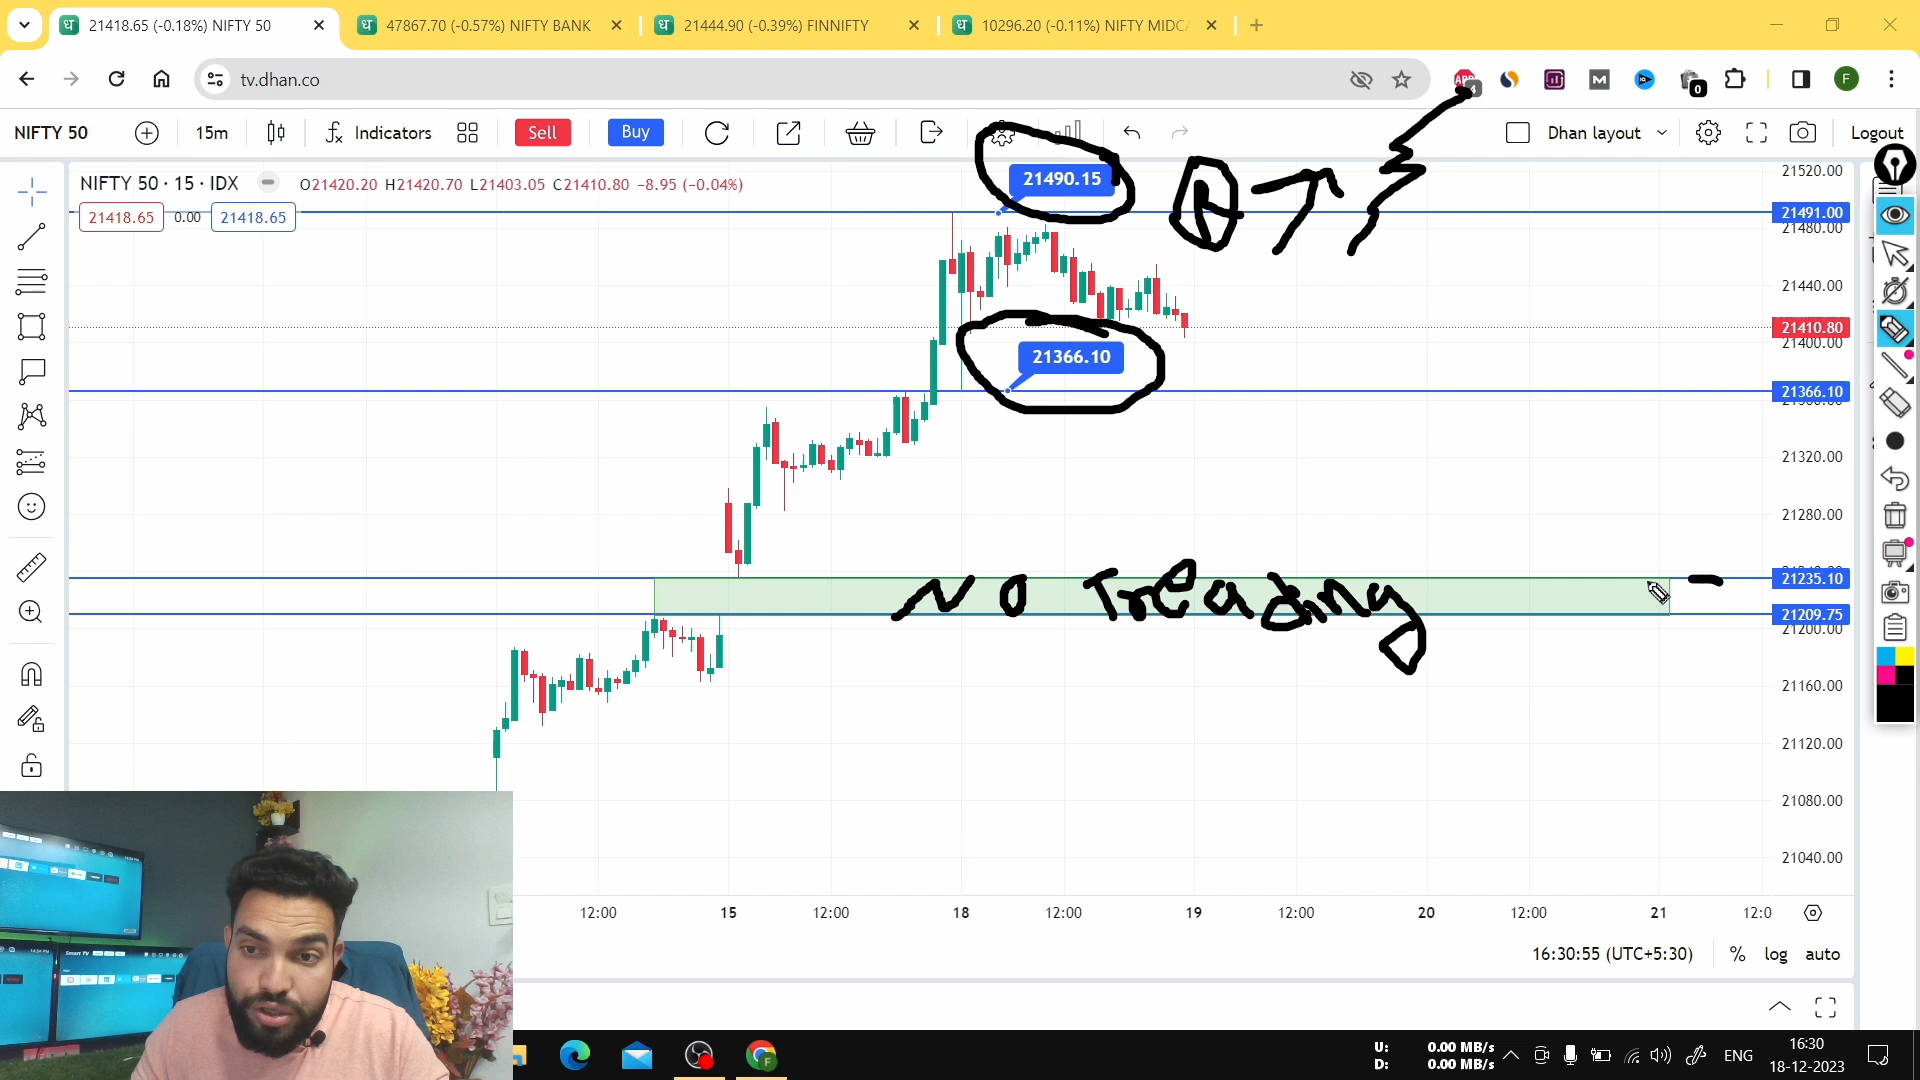 21418.65 (-0.18%) NIFTY 50
47867.70 (-0.57%) NIFTY BANK
21444.90 (-0.39%) FINNIFTY
10296.20 (-0.11%) NIFTY MIDC
tv.dhan.co
ABP
4
M
0
F
NIFTY 50
15m
Indicators
Sell
Buy
Dhan layout
Logout
NIFTY 50 · 15 · IDX
O21420.20 H21420.70 L21403.05 C21410.80 −8.95 (−0.04%)
21418.65
0.00
21418.65
21490.15
R
21366.10
No Treading
21520.00
21491.00
21480.00
21440.00
21410.80
21400.00
21366.10
21320.00
21280.00
21235.10
21209.75
21200.00
21160.00
21120.00
21080.00
21040.00
12:00
15
12:00
18
12:00
19
12:00
20
12:00
21
12:0
16:30:55 (UTC+5:30)
%
log
auto
Smart TV
U: 0.00 MB/s
D: 0.00 MB/s
ENG
16:30
18-12-2023